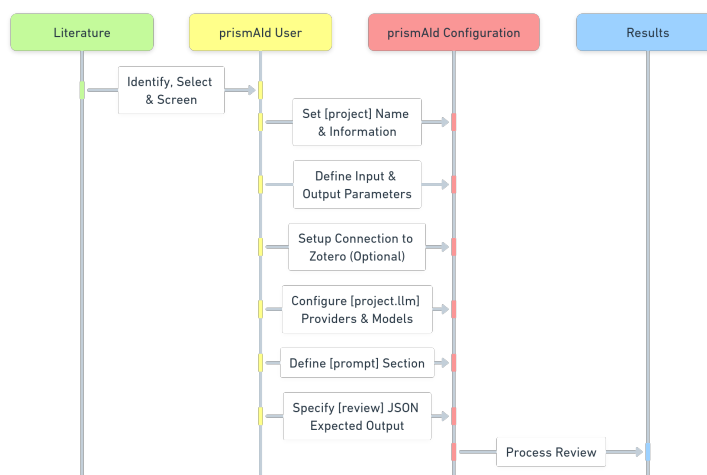 Literature
prismAId User
prismAId Configuration
Results
Identify, Select
& Screen
Set [project] Name
& Information
Define Input &
Output Parameters
Setup Connection to
Zotero (Optional)
Configure [project.llm]
Providers & Models
Define [prompt] Section
Specify [review] JSON
Expected Output
Process Review